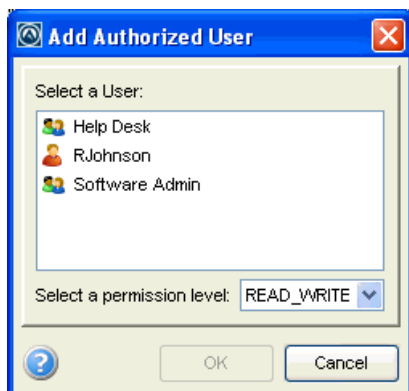 Add Authorized User
Select a User:
Help Desk
RJohnson
Software Admin
Select a permission level: READ_WRITE
? OK Cancel